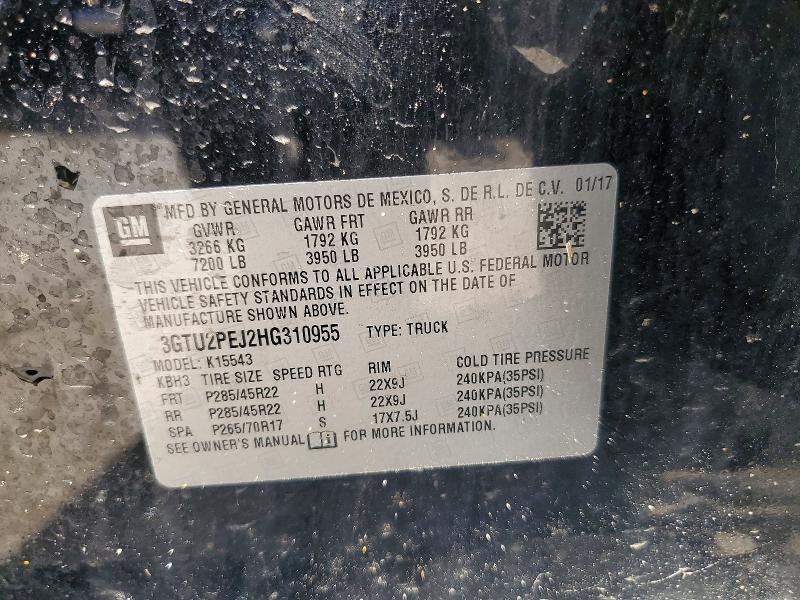 GM
MFD BY GENERAL MOTORS DE MEXICO, S. DE R.L. DE C.V. 01/17
GVWR GAWR FRT GAWR RR
3266 KG 1792 KG 1792 KG
7200 LB 3950 LB 3950 LB
THIS VEHICLE CONFORMS TO ALL APPLICABLE U.S. FEDERAL MOTOR
VEHICLE SAFETY STANDARDS IN EFFECT ON THE DATE OF
MANUFACTURE SHOWN ABOVE.
3GTU2PEJ2HG310955 TYPE: TRUCK
MODEL: K15543
KBH3 TIRE SIZE SPEED RTG RIM COLD TIRE PRESSURE
FRT P285/45R22 H 22X9J 240KPA(35PSI)
RR P285/45R22 H 22X9J 240KPA(35PSI)
SPA P265/70R17 S 17X7.5J 240KPA(35PSI)
SEE OWNER'S MANUAL FOR MORE INFORMATION.